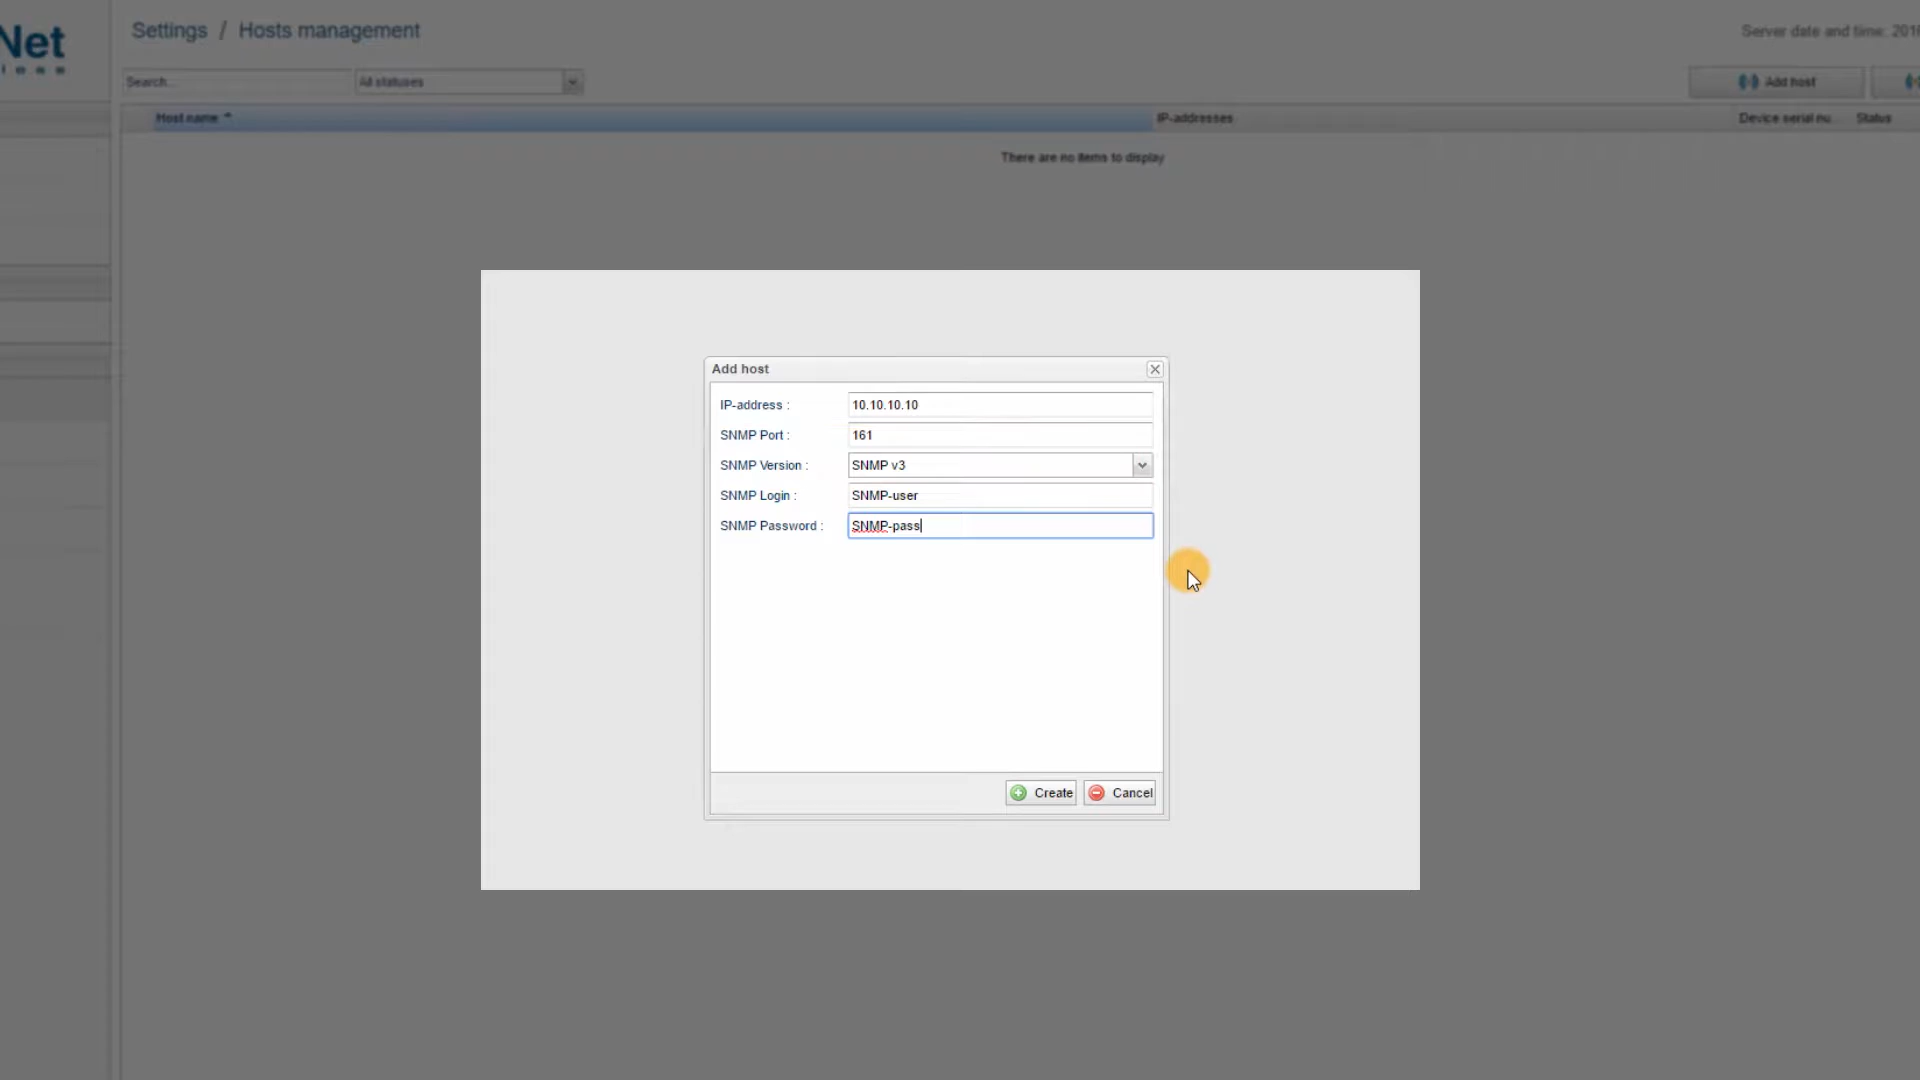 Net
Settings / Hosts management
Server date and time: 201
Search...
All statuses
Add host
Host name
IP-addresses
Device serial nu...
Status
There are no items to display
Add host
IP-address :
10.10.10.10
SNMP Port :
161
SNMP Version :
SNMP v3
SNMP Login :
SNMP-user
SNMP Password :
SNMP-pass
Create
Cancel